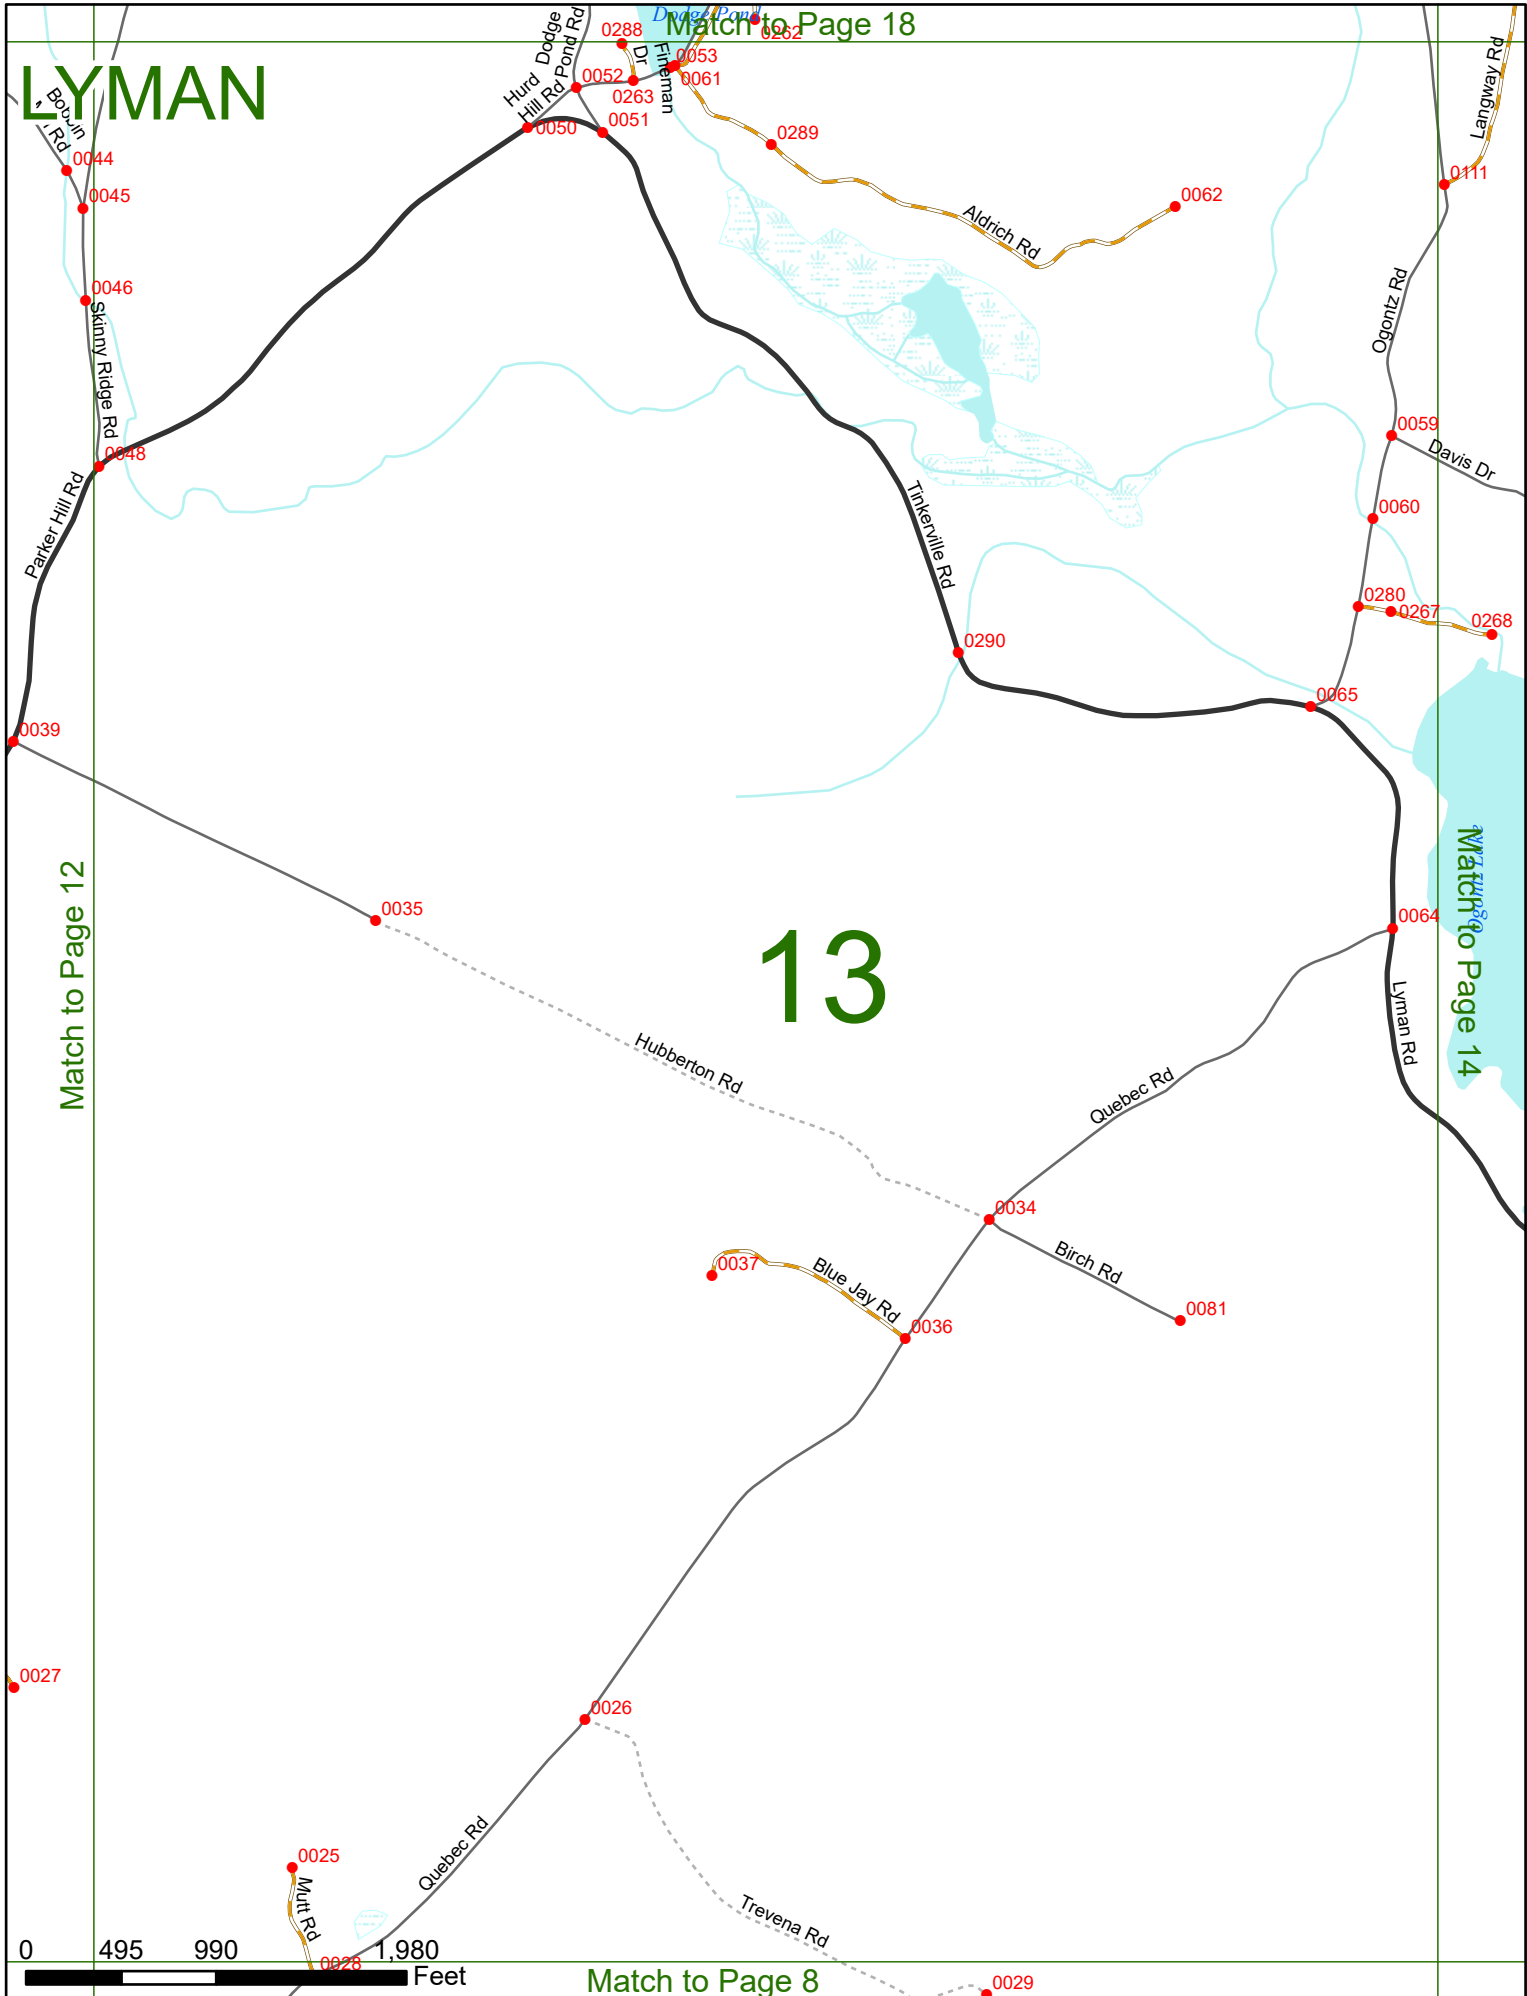 Dodge Pond
Match to Page 18
0262
LYMAN
0288
Dodge
Pond Rd
Dr
Fineman
0053
0061
0052
0263
Hurd
Hill Rd
0050
0051
Bobbin
Rd
0044
0045
0289
0062
Aldrich Rd
Langway Rd
0111
0046
Skinny Ridge Rd
Ogontz Rd
0059
Davis Dr
0048
Parker Hill Rd
Tinkerville Rd
0060
0280
0267
0268
0290
0065
0039
Match to Page 12
0035
13
0064
Match to Page 14
Ogontz Lake
Lyman Rd
Hubberton Rd
Quebec Rd
0034
Birch Rd
0037
Blue Jay Rd
0036
0081
0027
0026
Quebec Rd
0025
Mutt Rd
Trevena Rd
0028
0 495 990 1,980
Feet
Match to Page 8
0029